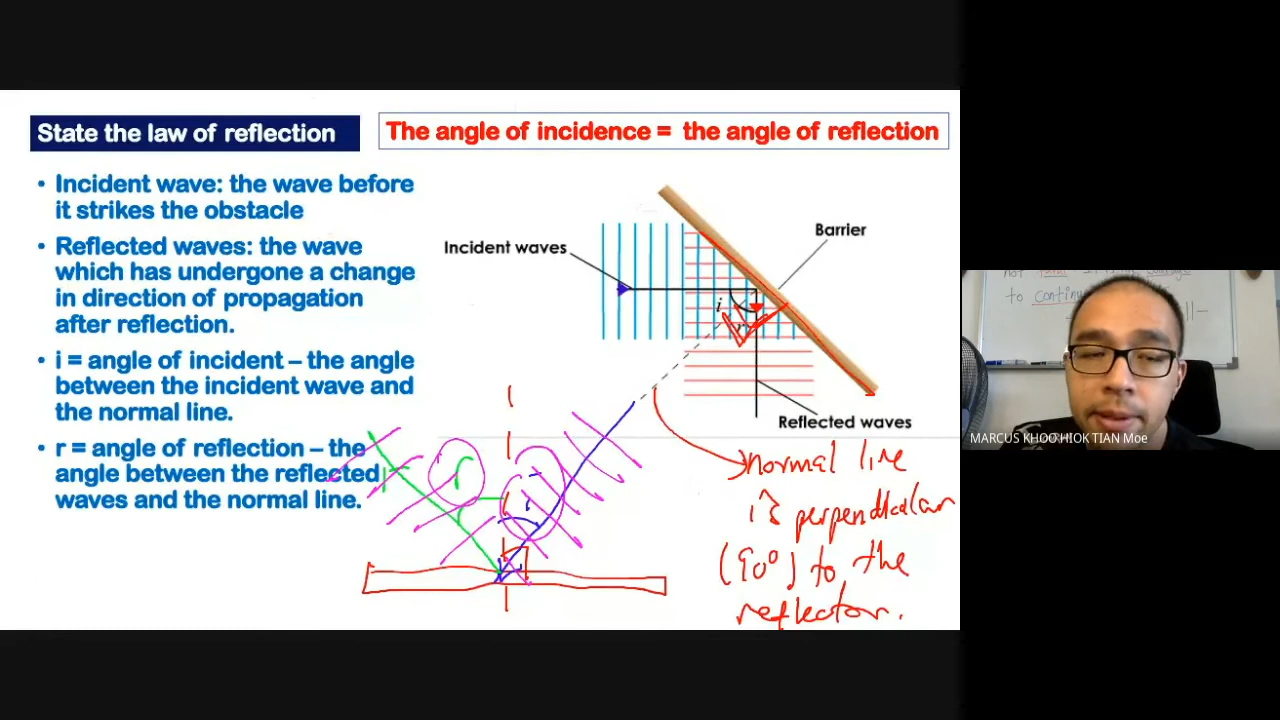 State the law of reflection
The angle of incidence = the angle of reflection
• Incident wave: the wave before
it strikes the obstacle
• Reflected waves: the wave
which has undergone a change
in direction of propagation
after reflection.
• i = angle of incident – the angle
between the incident wave and
the normal line.
• r = angle of reflection – the
angle between the reflected
waves and the normal line.
Incident waves
Barrier
i
r
Reflected waves
r
i
normal line
is perpendicular
(90°) to the
reflector.
not
to
MARCUS KHOO HIOK TIAN Moe